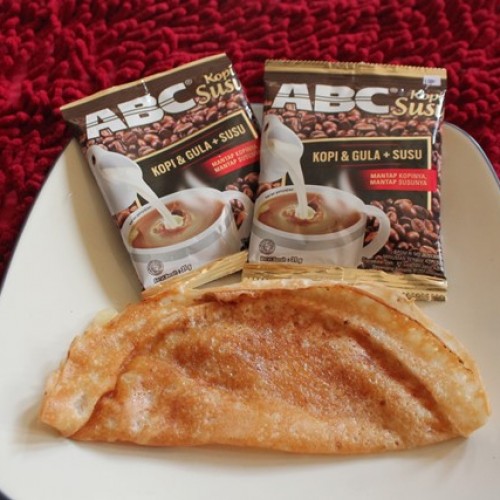 ABC
Kopi
Susu
KOPI & GULA + SUSU
MANTAP KOPINYA,
MANTAP SUSUNYA
ABC
Kopi
Susu
KOPI & GULA + SUSU
MANTAP KOPINYA,
MANTAP SUSUNYA